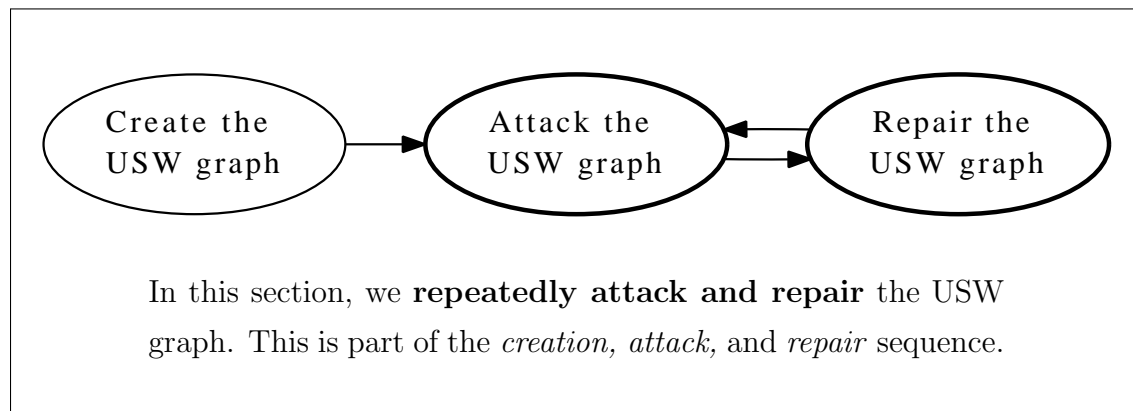 Create the
USW graph
Attack the
USW graph
Repair the
USW graph
In this section, we repeatedly attack and repair the USW
graph. This is part of the creation, attack, and repair sequence.